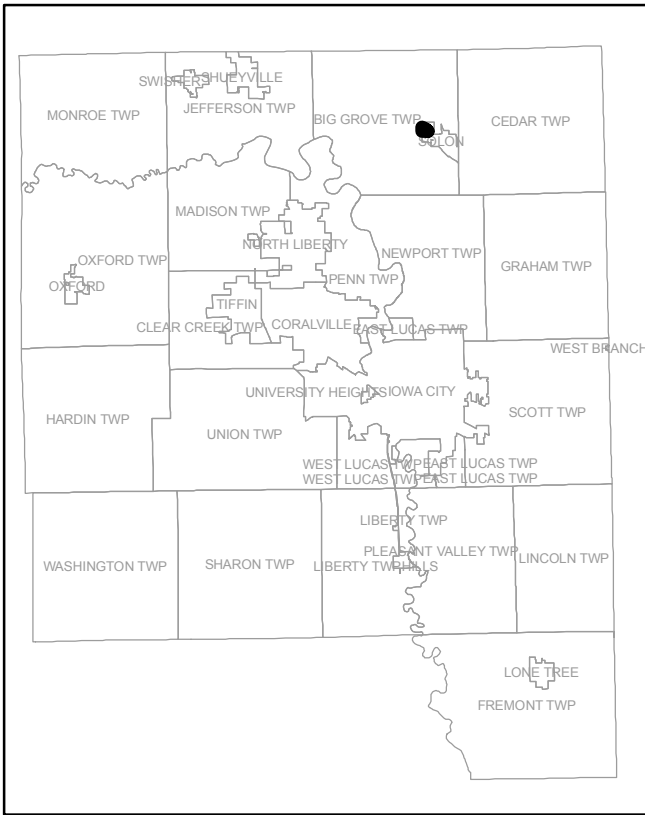 SWISHER
SHUEYVILLE
MONROE TWP
JEFFERSON TWP
BIG GROVE TWP
CEDAR TWP
SOLON
MADISON TWP
NORTH LIBERTY
NEWPORT TWP
OXFORD TWP
GRAHAM TWP
PENN TWP
OXFORD
TIFFIN
CLEAR CREEK TWP
CORALVILLE
EAST LUCAS TWP
WEST BRANCH
UNIVERSITY HEIGHTS
IOWA CITY
HARDIN TWP
SCOTT TWP
UNION TWP
WEST LUCAS TWP
EAST LUCAS TWP
WEST LUCAS TWP
EAST LUCAS TWP
LIBERTY TWP
PLEASANT VALLEY TWP
LINCOLN TWP
WASHINGTON TWP
SHARON TWP
LIBERTY TWP
HILLS
LONE TREE
FREMONT TWP